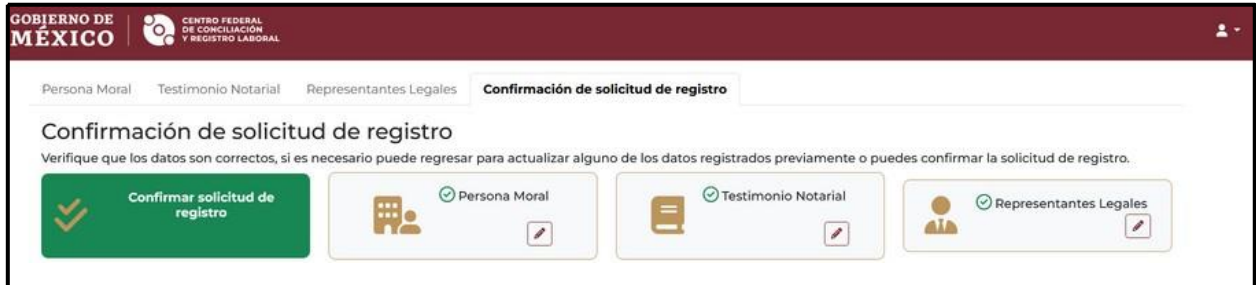 GOBIERNO DE
MÉXICO
CENTRO FEDERAL
DE CONCILIACIÓN
Y REGISTRO LABORAL
Persona Moral
Testimonio Notarial
Representantes Legales
Confirmación de solicitud de registro
Confirmación de solicitud de registro
Verifique que los datos son correctos, si es necesario puede regresar para actualizar alguno de los datos registrados previamente o puedes confirmar la solicitud de registro.
Confirmar solicitud de
registro
Persona Moral
Testimonio Notarial
Representantes Legales